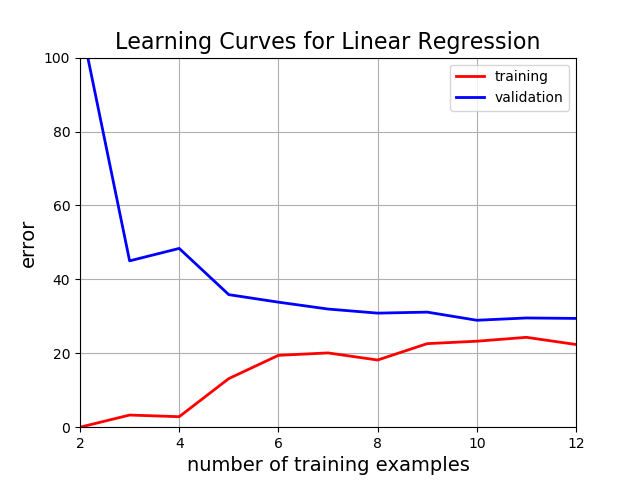 Learning Curves for Linear Regression
training
validation
error
100
80
60
40
20
0
2
4
6
8
10
12
number of training examples